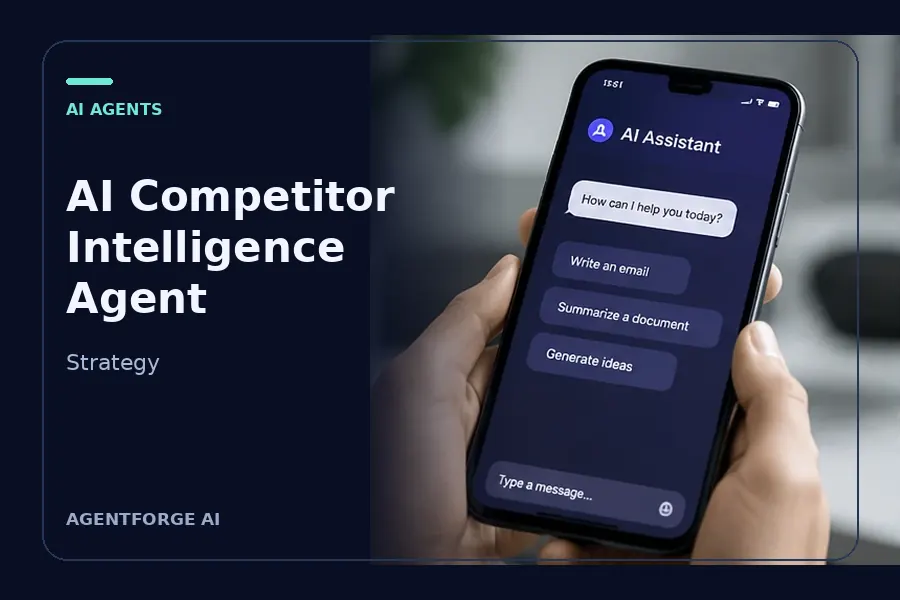 AI AGENTS
AI Competitor
Intelligence
Agent
Strategy
AGENTFORGE AI
AI Assistant
How can I help you today?
Write an email
Summarize a document
Generate ideas
Type a message...